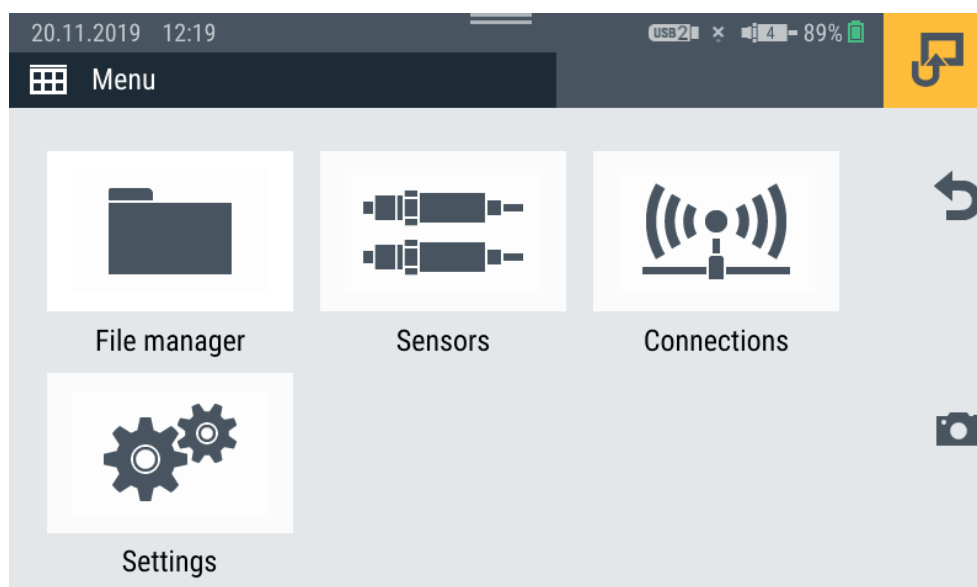 20.11.2019 12:19 USB2 4 89%
Menu
File manager Sensors Connections
Settings